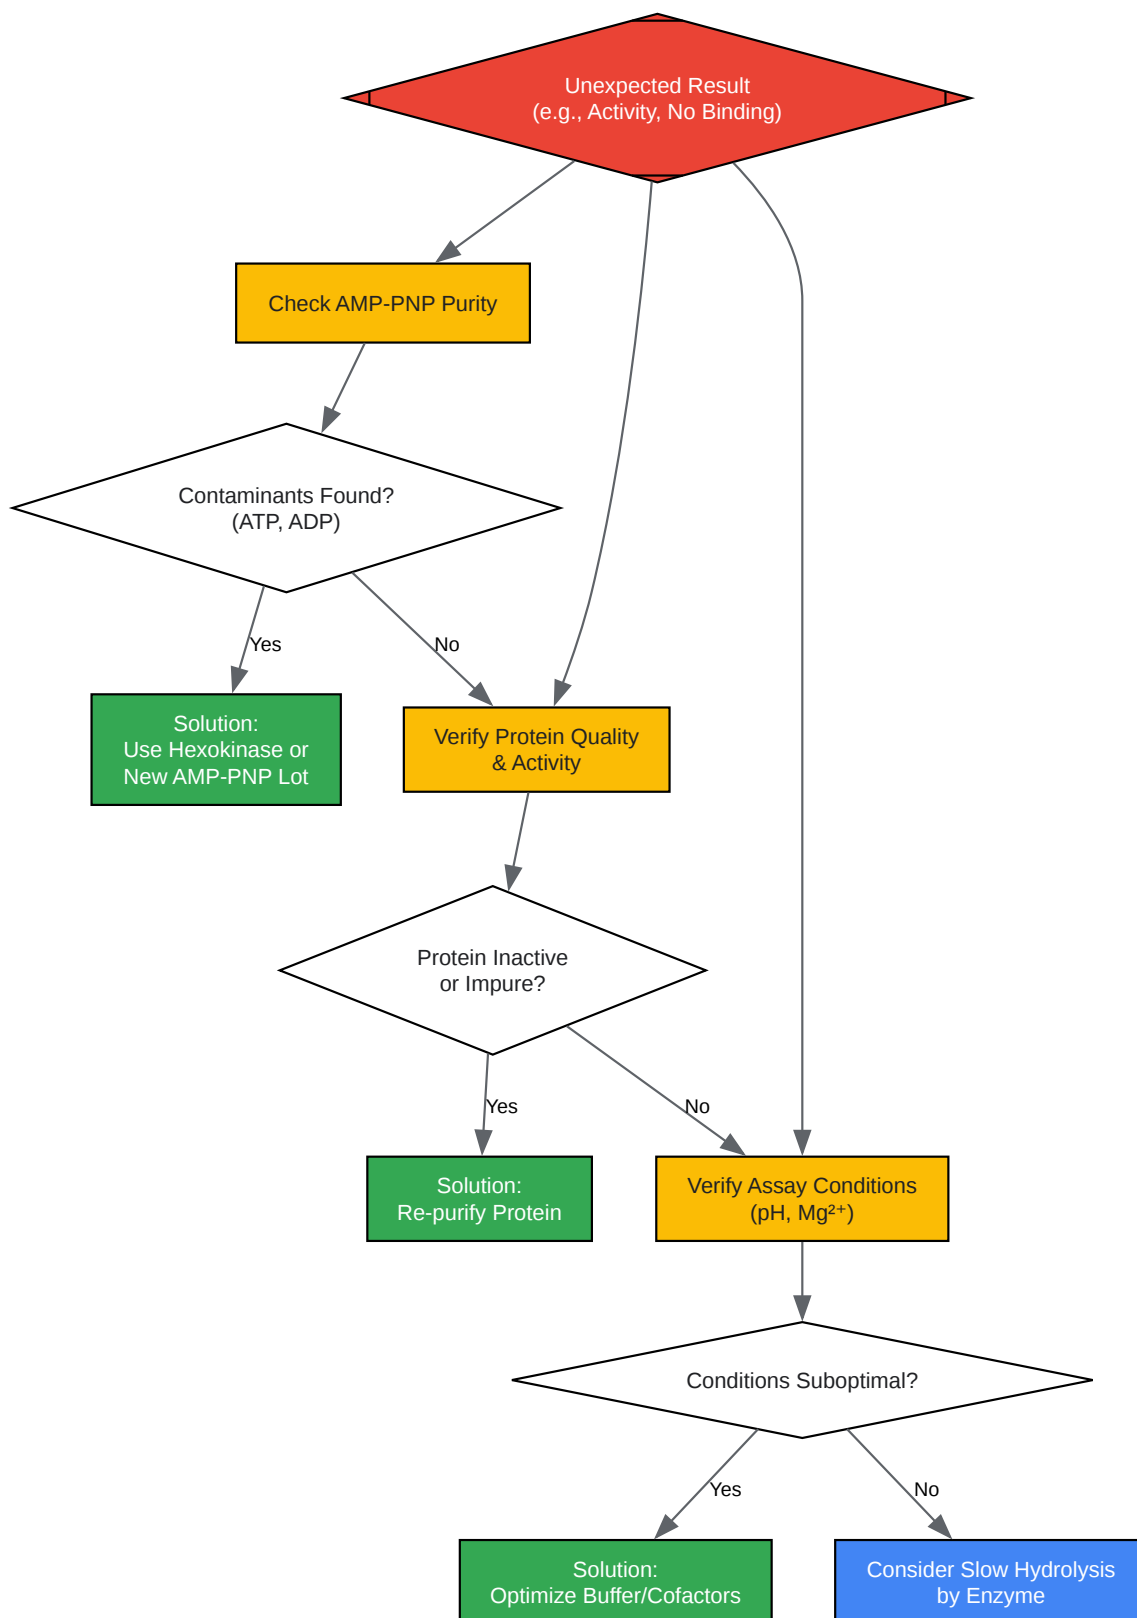 Unexpected Result
(e.g., Activity, No Binding)
Check AMP-PNP Purity
Contaminants Found?
(ATP, ADP)
Yes
No
Solution:
Use Hexokinase or
New AMP-PNP Lot
Verify Protein Quality
& Activity
Protein Inactive
or Impure?
Yes
No
Solution:
Re-purify Protein
Verify Assay Conditions
(pH, Mg²⁺)
Conditions Suboptimal?
Yes
No
Solution:
Optimize Buffer/Cofactors
Consider Slow Hydrolysis
by Enzyme